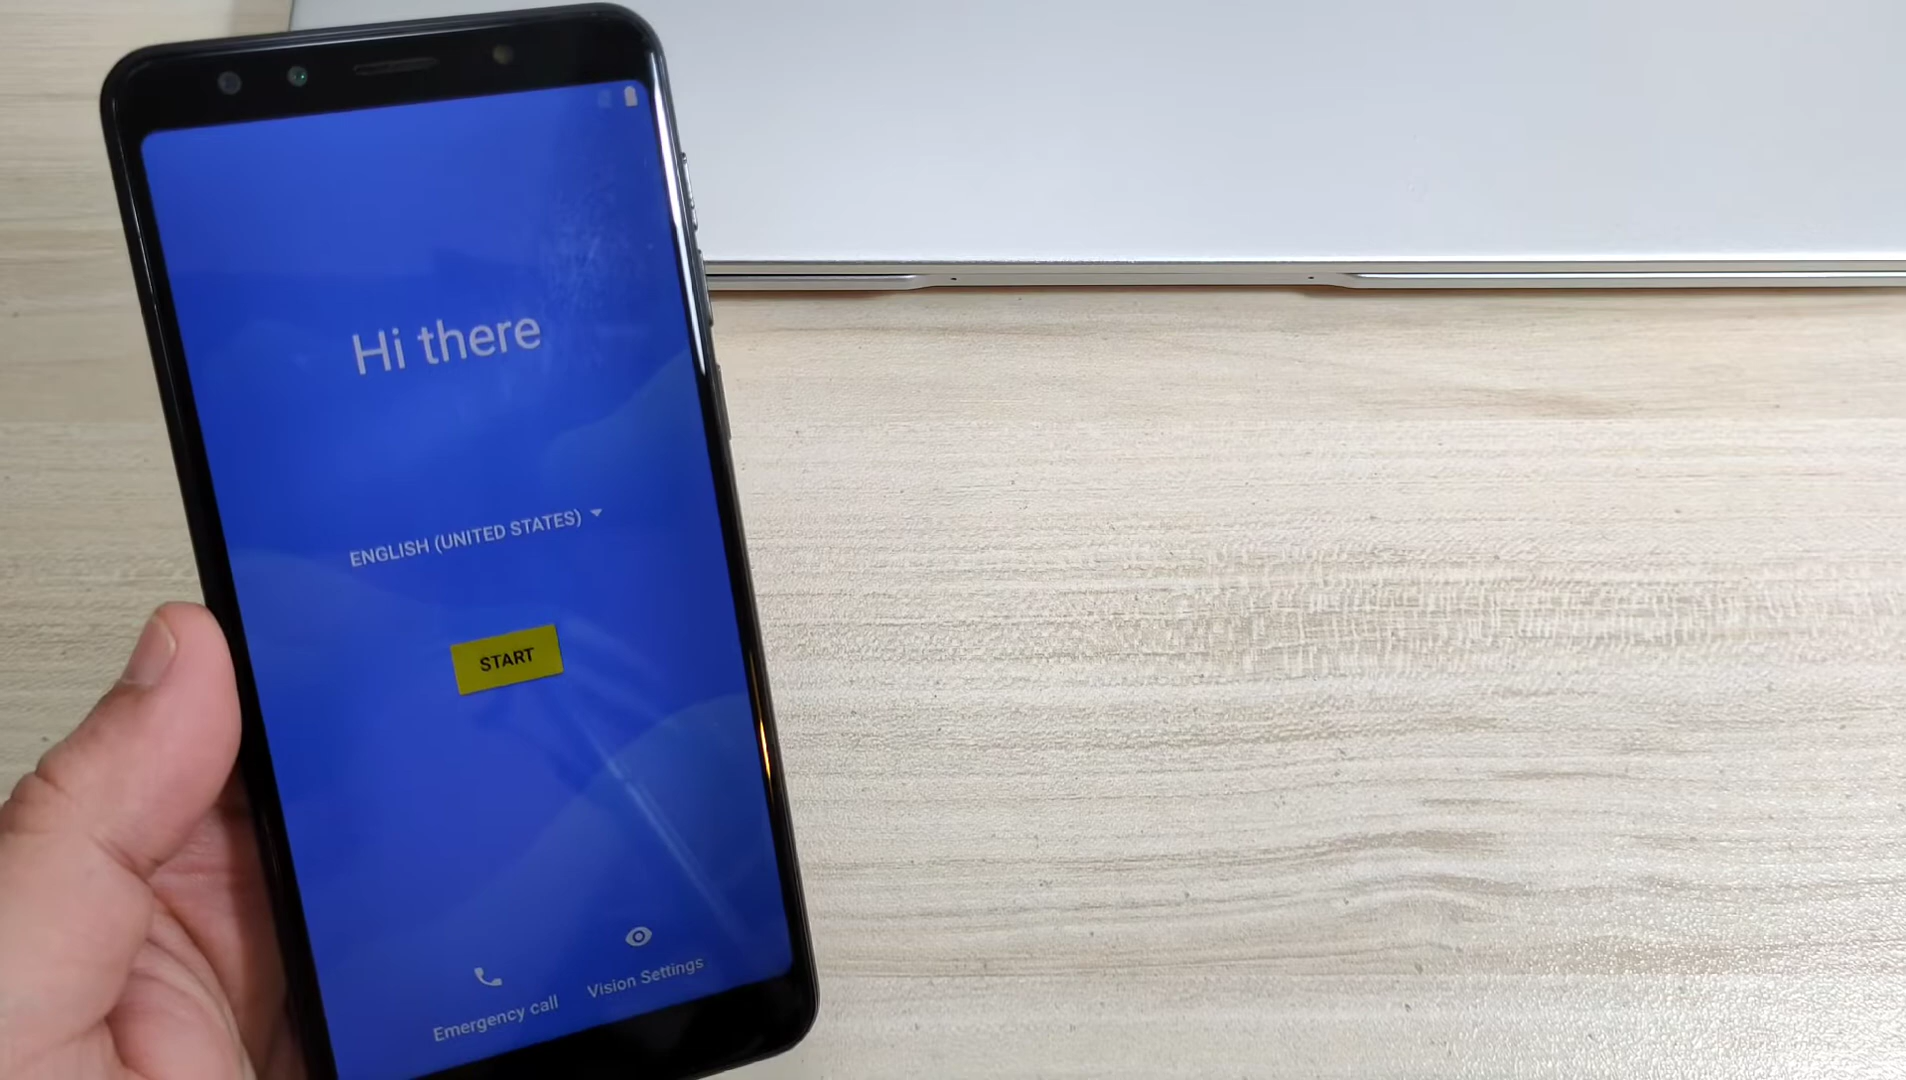 Hi there
ENGLISH (UNITED STATES)
START
Emergency call
Vision Settings